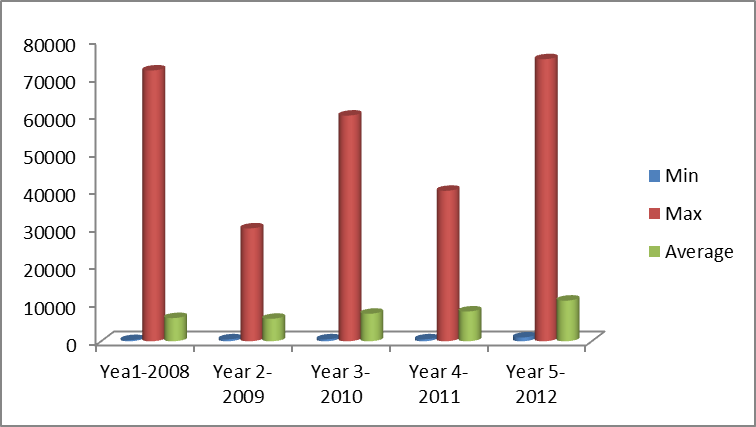 80000
70000
60000
50000
40000
30000
20000
10000
0
Yea1-2008
Year 2-
2009
Year 3-
2010
Year 4-
2011
Year 5-
2012
Min
Max
Average